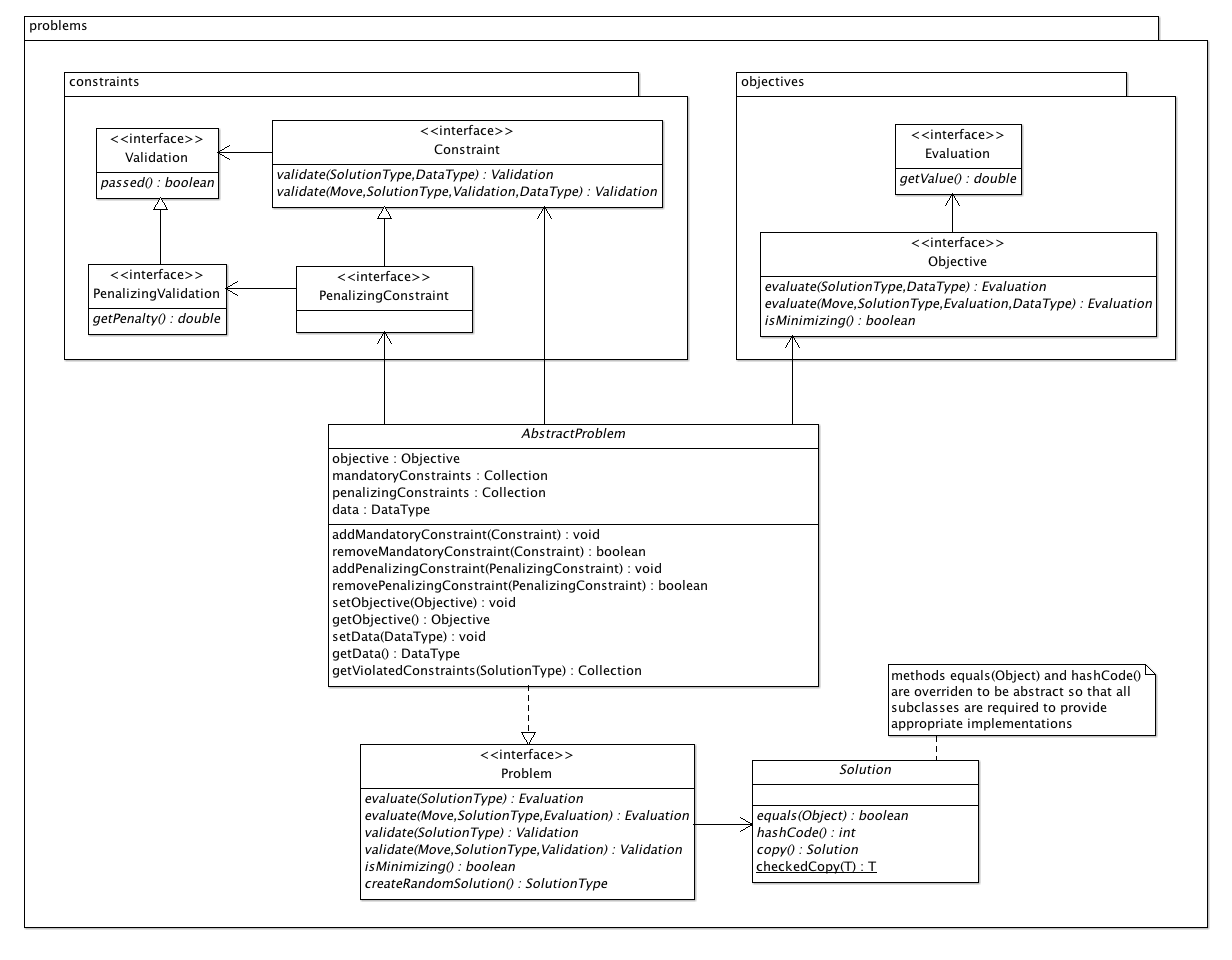 problems
constraints
<<interface>>
Validation
passed() : boolean
<<interface>>
Constraint
validate(SolutionType,DataType) : Validation
validate(Move,SolutionType,Validation,DataType) : Validation
<<interface>>
PenalizingValidation
getPenalty() : double
<<interface>>
PenalizingConstraint
objectives
<<interface>>
Evaluation
getValue() : double
<<interface>>
Objective
evaluate(SolutionType,DataType) : Evaluation
evaluate(Move,SolutionType,Evaluation,DataType) : Evaluation
isMinimizing() : boolean
AbstractProblem
objective : Objective
mandatoryConstraints : Collection
penalizingConstraints : Collection
data : DataType
addMandatoryConstraint(Constraint) : void
removeMandatoryConstraint(Constraint) : boolean
addPenalizingConstraint(PenalizingConstraint) : void
removePenalizingConstraint(PenalizingConstraint) : boolean
setObjective(Objective) : void
getObjective() : Objective
setData(DataType) : void
getData() : DataType
getViolatedConstraints(SolutionType) : Collection
methods equals(Object) and hashCode()
are overriden to be abstract so that all
subclasses are required to provide
appropriate implementations
<<interface>>
Problem
evaluate(SolutionType) : Evaluation
evaluate(Move,SolutionType,Evaluation) : Evaluation
validate(SolutionType) : Validation
validate(Move,SolutionType,Validation) : Validation
isMinimizing() : boolean
createRandomSolution() : SolutionType
Solution
equals(Object) : boolean
hashCode() : int
copy() : Solution
checkedCopy(T) : T